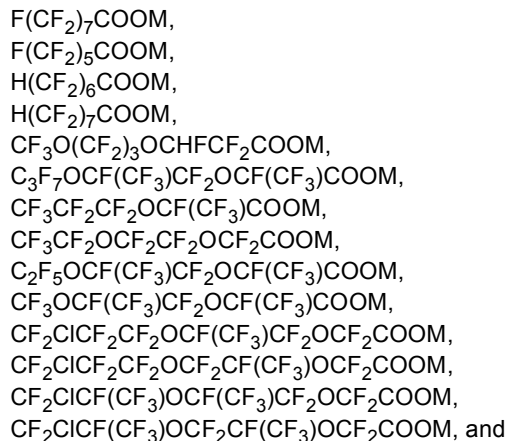 F(CF₂)₇COOM,
F(CF₂)₅COOM,
H(CF₂)₆COOM,
H(CF₂)₇COOM,
CF₃O(CF₂)₃OCHFCF₂COOM,
C₃F₇OCF(CF₃)CF₂OCF(CF₃)COOM,
CF₃CF₂CF₂OCF(CF₃)COOM,
CF₃CF₂OCF₂CF₂OCF₂COOM,
C₂F₅OCF(CF₃)CF₂OCF(CF₃)COOM,
CF₃OCF(CF₃)CF₂OCF(CF₃)COOM,
CF₂ClCF₂CF₂OCF(CF₃)CF₂OCF₂COOM,
CF₂ClCF₂CF₂OCF₂CF(CF₃)OCF₂COOM,
CF₂ClCF(CF₃)OCF(CF₃)CF₂OCF₂COOM,
CF₂ClCF(CF₃)OCF₂CF(CF₃)OCF₂COOM, and